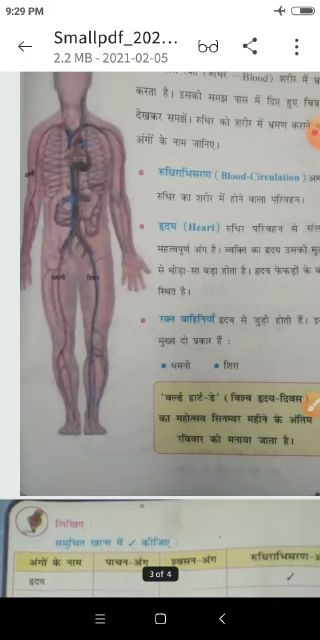 9:29 PM
Smallpdf_202...
2.2 MB - 2021-02-05
Blood) शरीर में
करता है। इसकी समझ पास में दिए हुए
देखकर समझें। रुधिर को शरीर में भ्रमण कराने
अंगों के नाम जानिए।
• रुधिराभिसरण (Blood-Circulation)
रुधिर का शरीर में होने वाला परिवहन।
• हृदय (Heart) रुधिर परिवहन से
महत्वपूर्ण अंग है। व्यक्ति का हृदय उसकी
से थोड़ा-सा बड़ा होता है। हृदय फेफड़ों के
स्थित है।
• रक्त वाहिनियाँ हृदय से जुड़ी होती हैं।
मुख्य दो प्रकार हैं :
• धमनी • शिरा
धमनी शिरा
'वर्ल्ड हार्ट-डे' (विश्व हृदय-दिवस)
का महोत्सव सितम्बर महीने के अंतिम
रविवार को मनाया जाता है।
लिखिए :
समुचित खाना में ✓ कीजिए :
अंगों के नाम पाचन-अंग श्वसन-अंग रुधिराभिसरण-अ
हृदय ✓
3 of 4